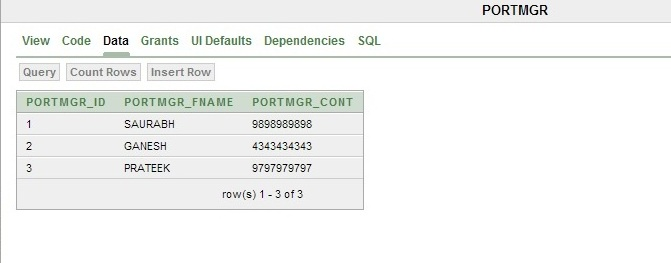 PORTMGR
View Code Data Grants UI Defaults Dependencies SQL
Query Count Rows Insert Row
PORTMGR_ID PORTMGR_FNAME PORTMGR_CONT
1 SAURABH 9898989898
2 GANESH 4343434343
3 PRATEEK 9797979797
row(s) 1 - 3 of 3